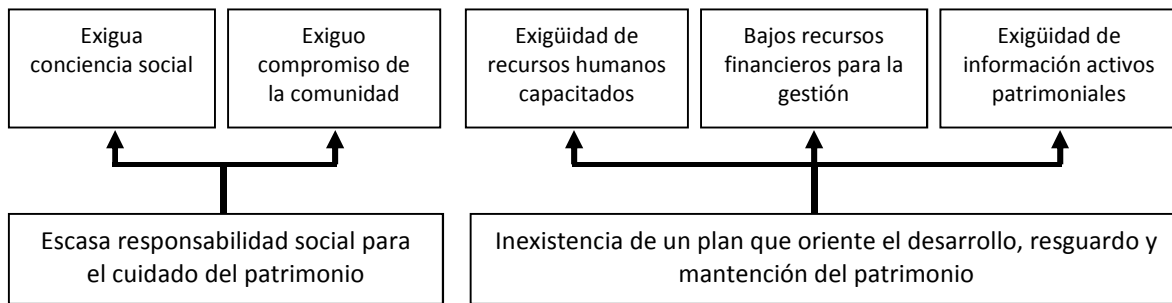 Exigua
conciencia social
Exiguo
compromiso de
la comunidad
Exigüidad de
recursos humanos
capacitados
Bajos recursos
financieros para la
gestión
Exigüidad de
información activos
patrimoniales
Escasa responsabilidad social para
el cuidado del patrimonio
Inexistencia de un plan que oriente el desarrollo, resguardo y
mantención del patrimonio